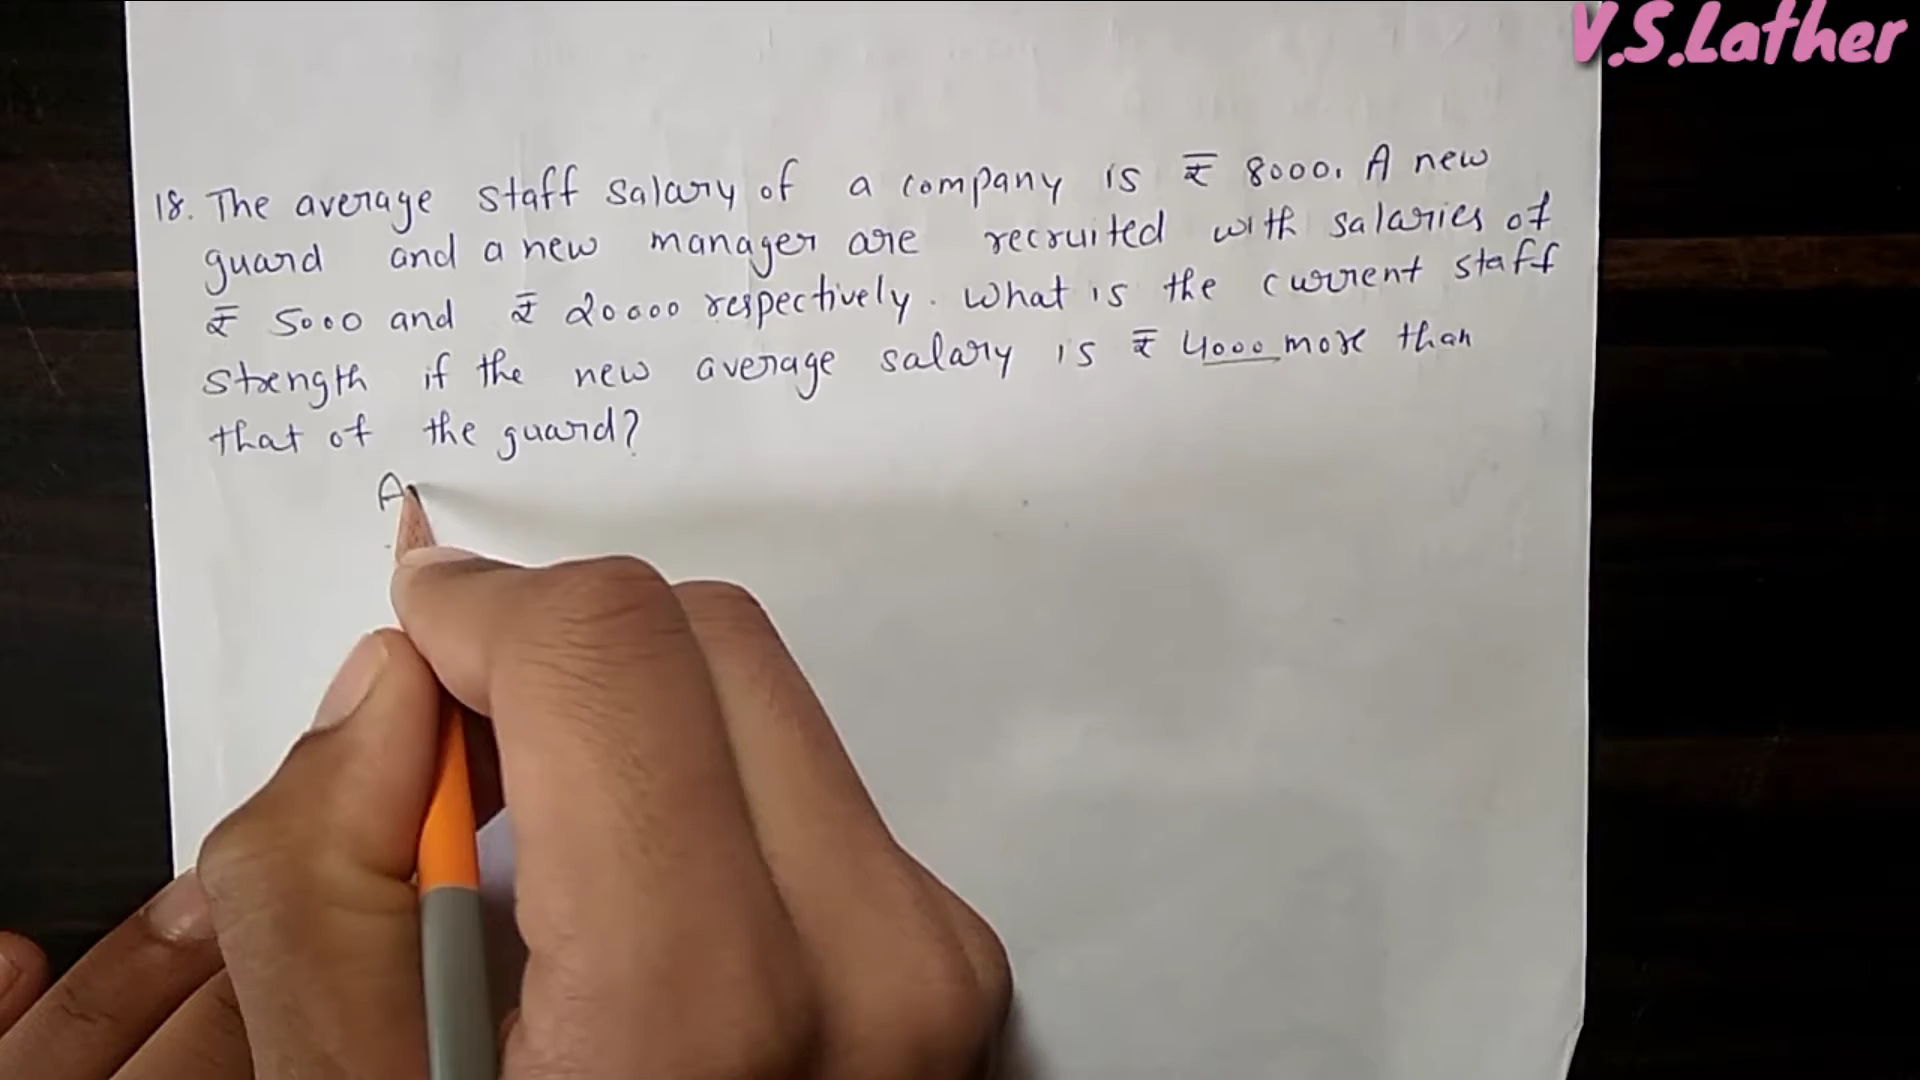 V.S.Lather
18. The average staff salary of a company is ₹ 8000. A new
guard and a new manager are recruited with salaries of
₹ 5000 and ₹ 20000 respectively. What is the current staff
strength if the new average salary is ₹ 4000 more than
that of the guard?
A